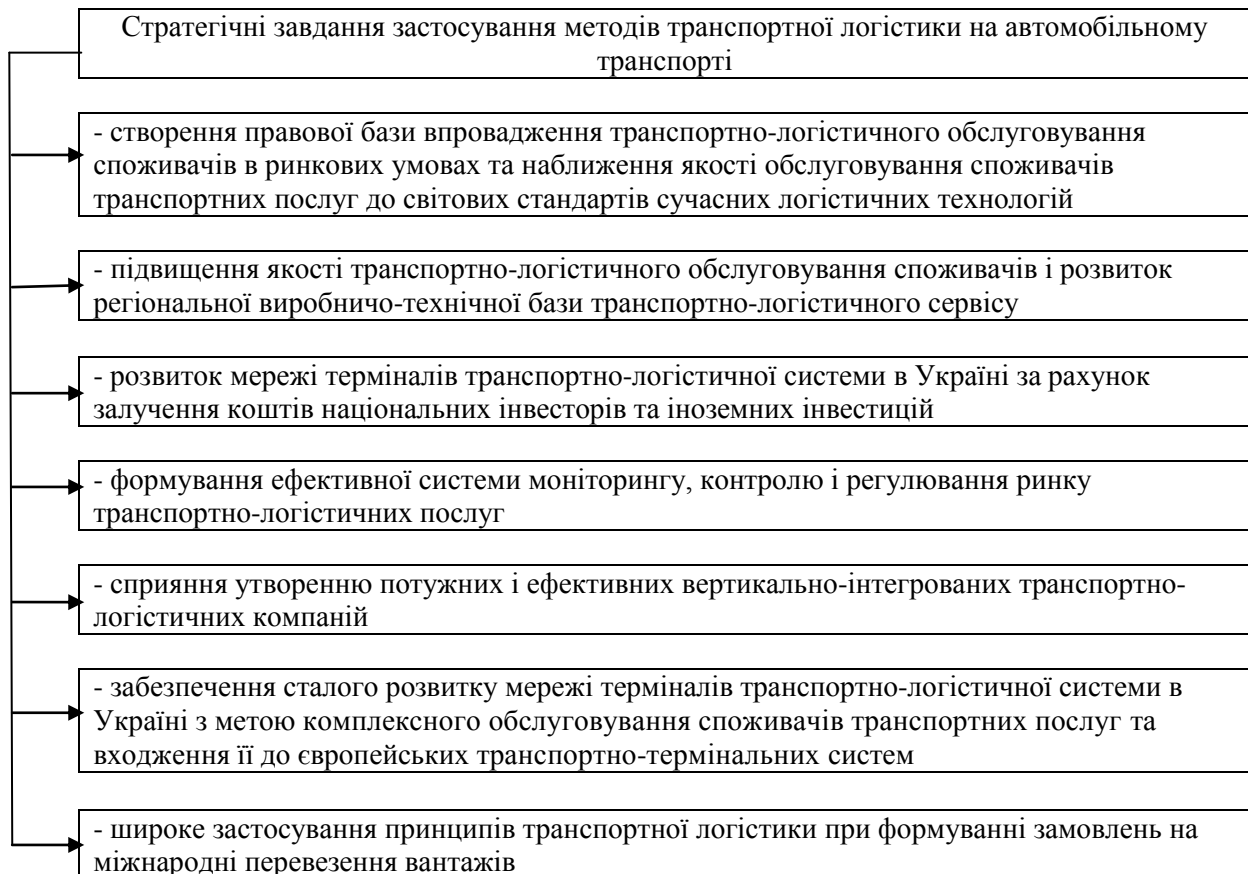 Стратегічні завдання застосування методів транспортної логістики на автомобільному
транспорті
- створення правової бази впровадження транспортно-логістичного обслуговування
споживачів в ринкових умовах та наближення якості обслуговування споживачів
транспортних послуг до світових стандартів сучасних логістичних технологій
- підвищення якості транспортно-логістичного обслуговування споживачів і розвиток
регіональної виробничо-технічної бази транспортно-логістичного сервісу
- розвиток мережі терміналів транспортно-логістичної системи в Україні за рахунок
залучення коштів національних інвесторів та іноземних інвестицій
- формування ефективної системи моніторингу, контролю і регулювання ринку
транспортно-логістичних послуг
- сприяння утворенню потужних і ефективних вертикально-інтегрованих транспортно-
логістичних компаній
- забезпечення сталого розвитку мережі терміналів транспортно-логістичної системи в
Україні з метою комплексного обслуговування споживачів транспортних послуг та
входження її до європейських транспортно-термінальних систем
- широке застосування принципів транспортної логістики при формуванні замовлень на
міжнародні перевезення вантажів